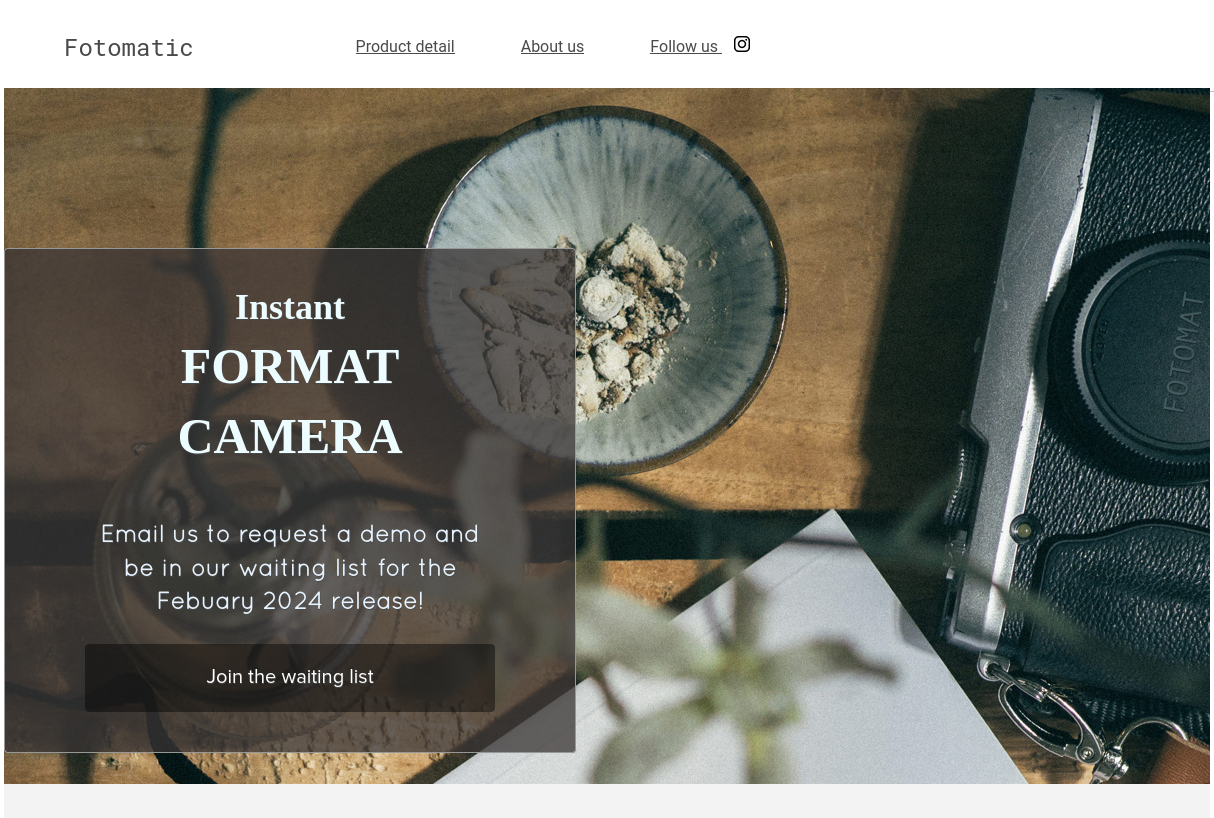 Fotomatic
Product detail
About us
Follow us
Instant
FORMAT
CAMERA
Email us to request a demo and
be in our waiting list for the
Febuary 2024 release!
Join the waiting list
FOTOMAT